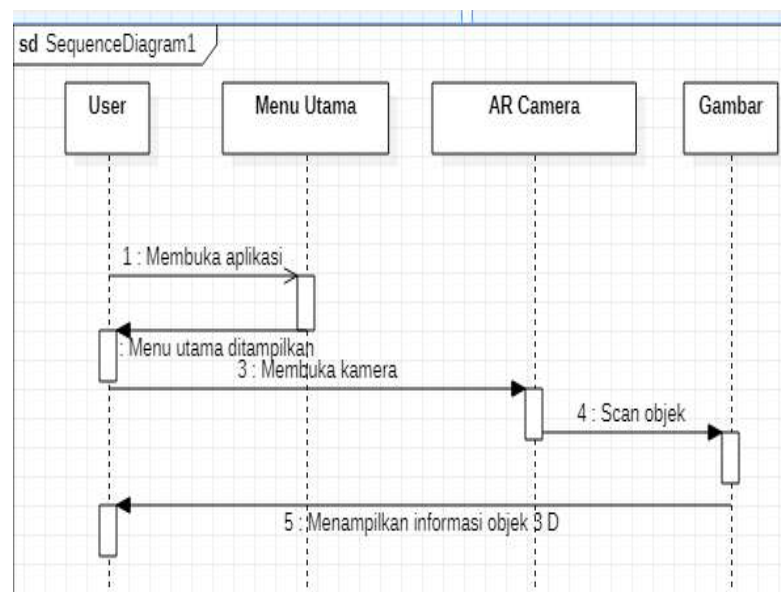 sd SequenceDiagram1
User
Menu Utama
AR Camera
Gambar
1 : Membuka aplikasi
: Menu utama ditampilkan
3 : Membuka kamera
4 : Scan objek
5 : Menampilkan informasi objek 3 D